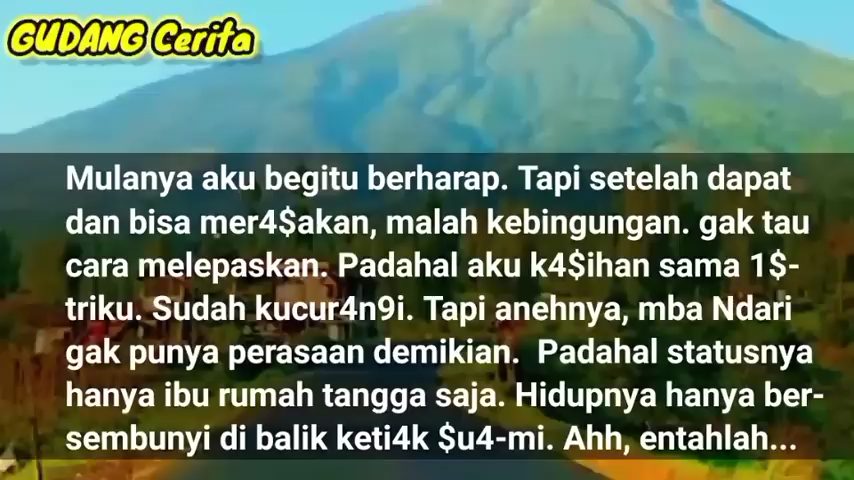 GUDANG Cerita
Mulanya aku begitu berharap. Tapi setelah dapat
dan bisa mer4$akan, malah kebingungan. gak tau
cara melepaskan. Padahal aku k4$ihan sama 1$-
triku. Sudah kucur4n9i. Tapi anehnya, mba Ndari
gak punya perasaan demikian. Padahal statusnya
hanya ibu rumah tangga saja. Hidupnya hanya ber-
sembunyi di balik keti4k $u4-mi. Ahh, entahlah...